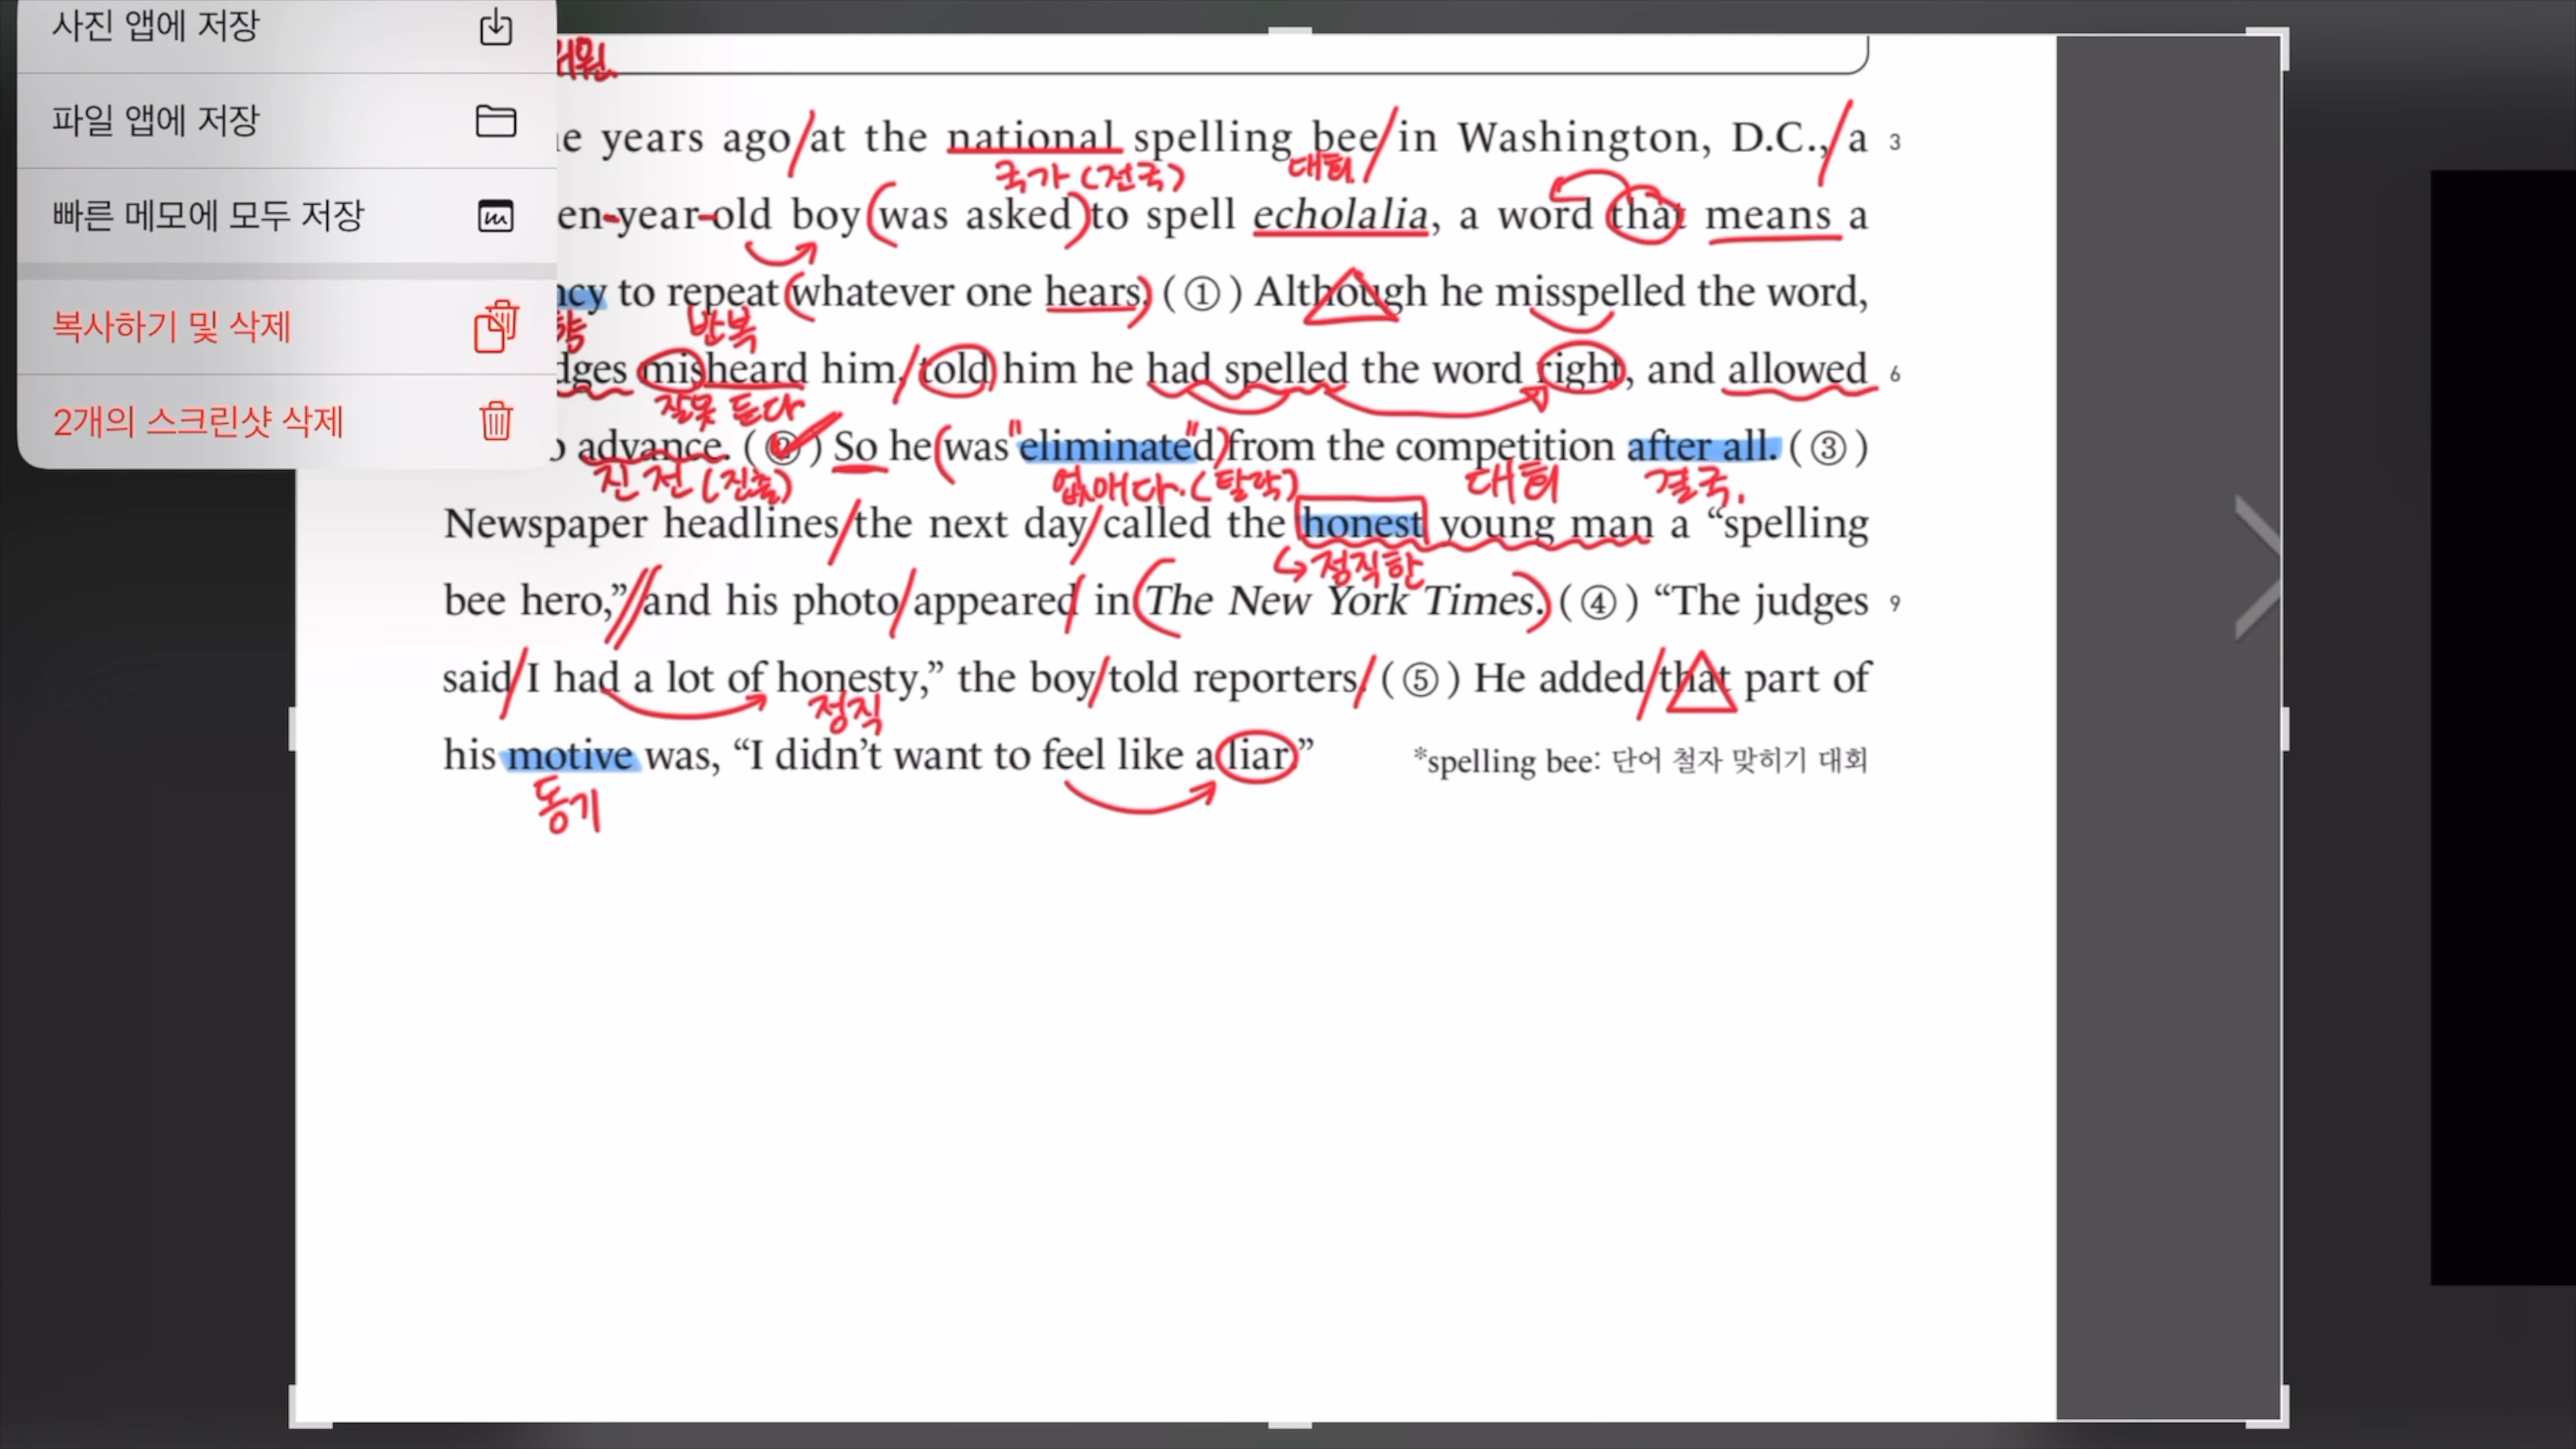 사진 앱에 저장
파일 앱에 저장
빠른 메모에 모두 저장
복사하기 및 삭제
2개의 스크린샷 삭제
years ago at the national spelling bee in Washington, D.C., a 3
국가 (전국) 대회
en-year-old boy was asked to spell echolalia, a word that means a
ncy to repeat whatever one hears. ( ① ) Although he misspelled the word,
향 반복
dges misheard him, told him he had spelled the word right, and allowed 6
잘못 듣다
advance. ( ② ) So he was "eliminated" from the competition after all. ( ③ )
진전 (진출) 없애다. (탈락) 대회 결국.
Newspaper headlines the next day called the honest young man a “spelling
정직한
bee hero,” and his photo appeared in The New York Times. ( ④ ) “The judges 9
said I had a lot of honesty,” the boy told reporters. ( ⑤ ) He added that part of
정직
his motive was, “I didn’t want to feel like a liar.” *spelling bee: 단어 철자 맞히기 대회
동기